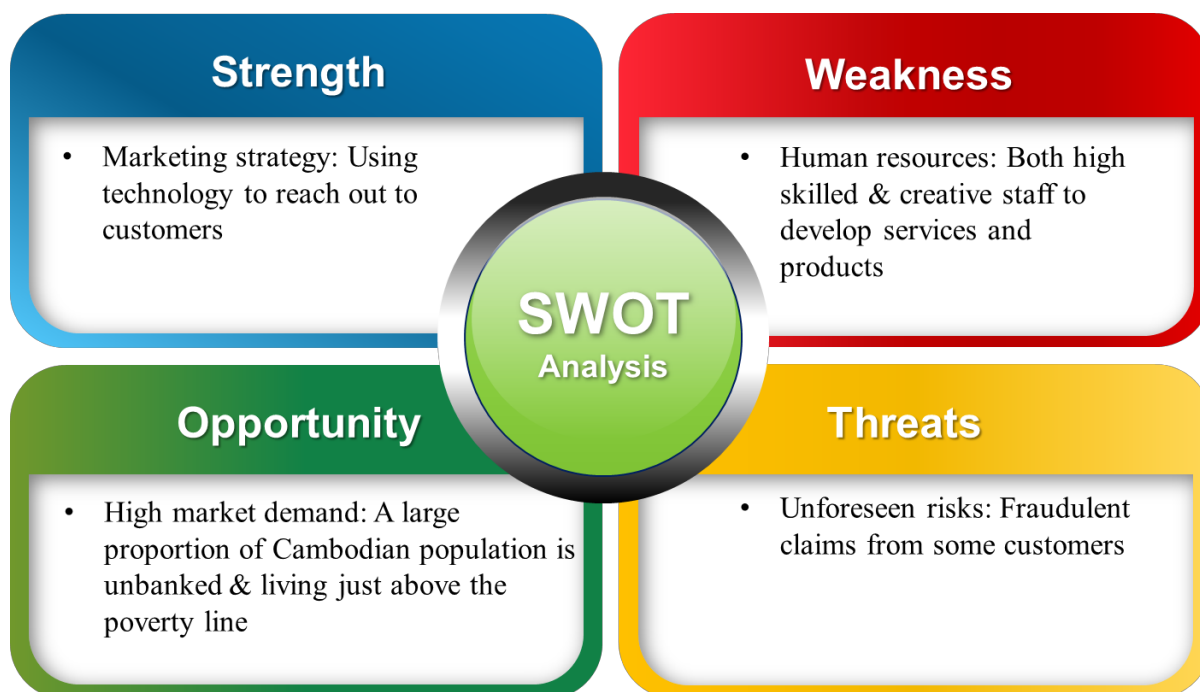 Strength
• Marketing strategy: Using
technology to reach out to
customers
Weakness
• Human resources: Both high
skilled & creative staff to
develop services and
products
SWOT
Analysis
Opportunity
• High market demand: A large
proportion of Cambodian population is
unbanked & living just above the
poverty line
Threats
• Unforeseen risks: Fraudulent
claims from some customers